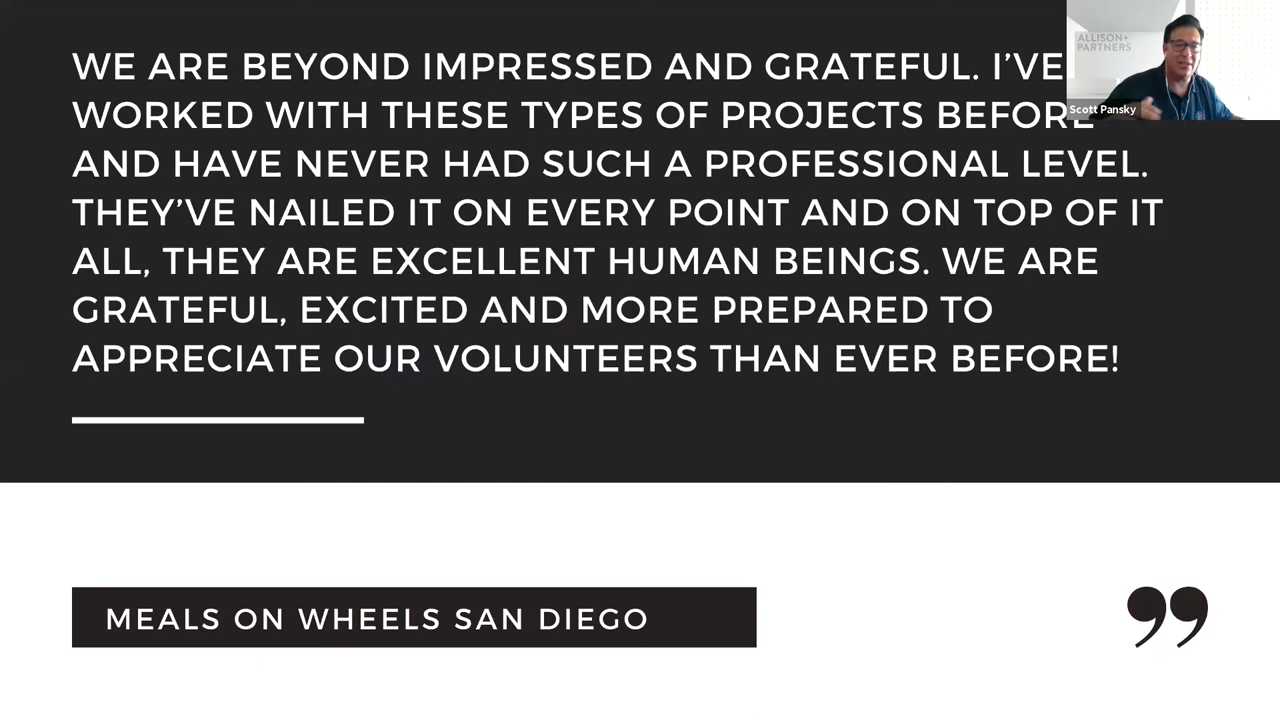 WE ARE BEYOND IMPRESSED AND GRATEFUL. I’VE
WORKED WITH THESE TYPES OF PROJECTS BEFORE
AND HAVE NEVER HAD SUCH A PROFESSIONAL LEVEL.
THEY’VE NAILED IT ON EVERY POINT AND ON TOP OF IT
ALL, THEY ARE EXCELLENT HUMAN BEINGS. WE ARE
GRATEFUL, EXCITED AND MORE PREPARED TO
APPRECIATE OUR VOLUNTEERS THAN EVER BEFORE!
ALLISON+
PARTNERS
Scott Pansky
MEALS ON WHEELS SAN DIEGO
”